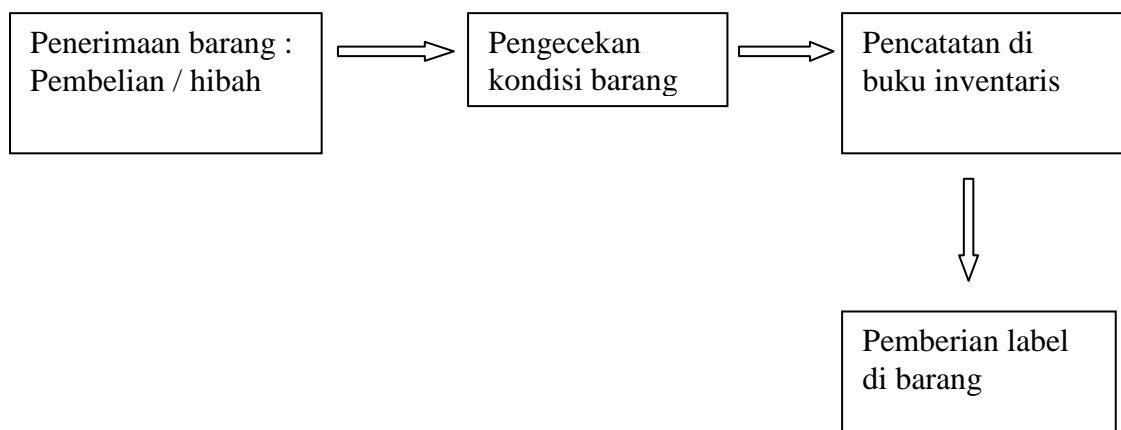 Penerimaan barang :
Pembelian / hibah
Pengecekan
kondisi barang
Pencatatan di
buku inventaris
Pemberian label
di barang